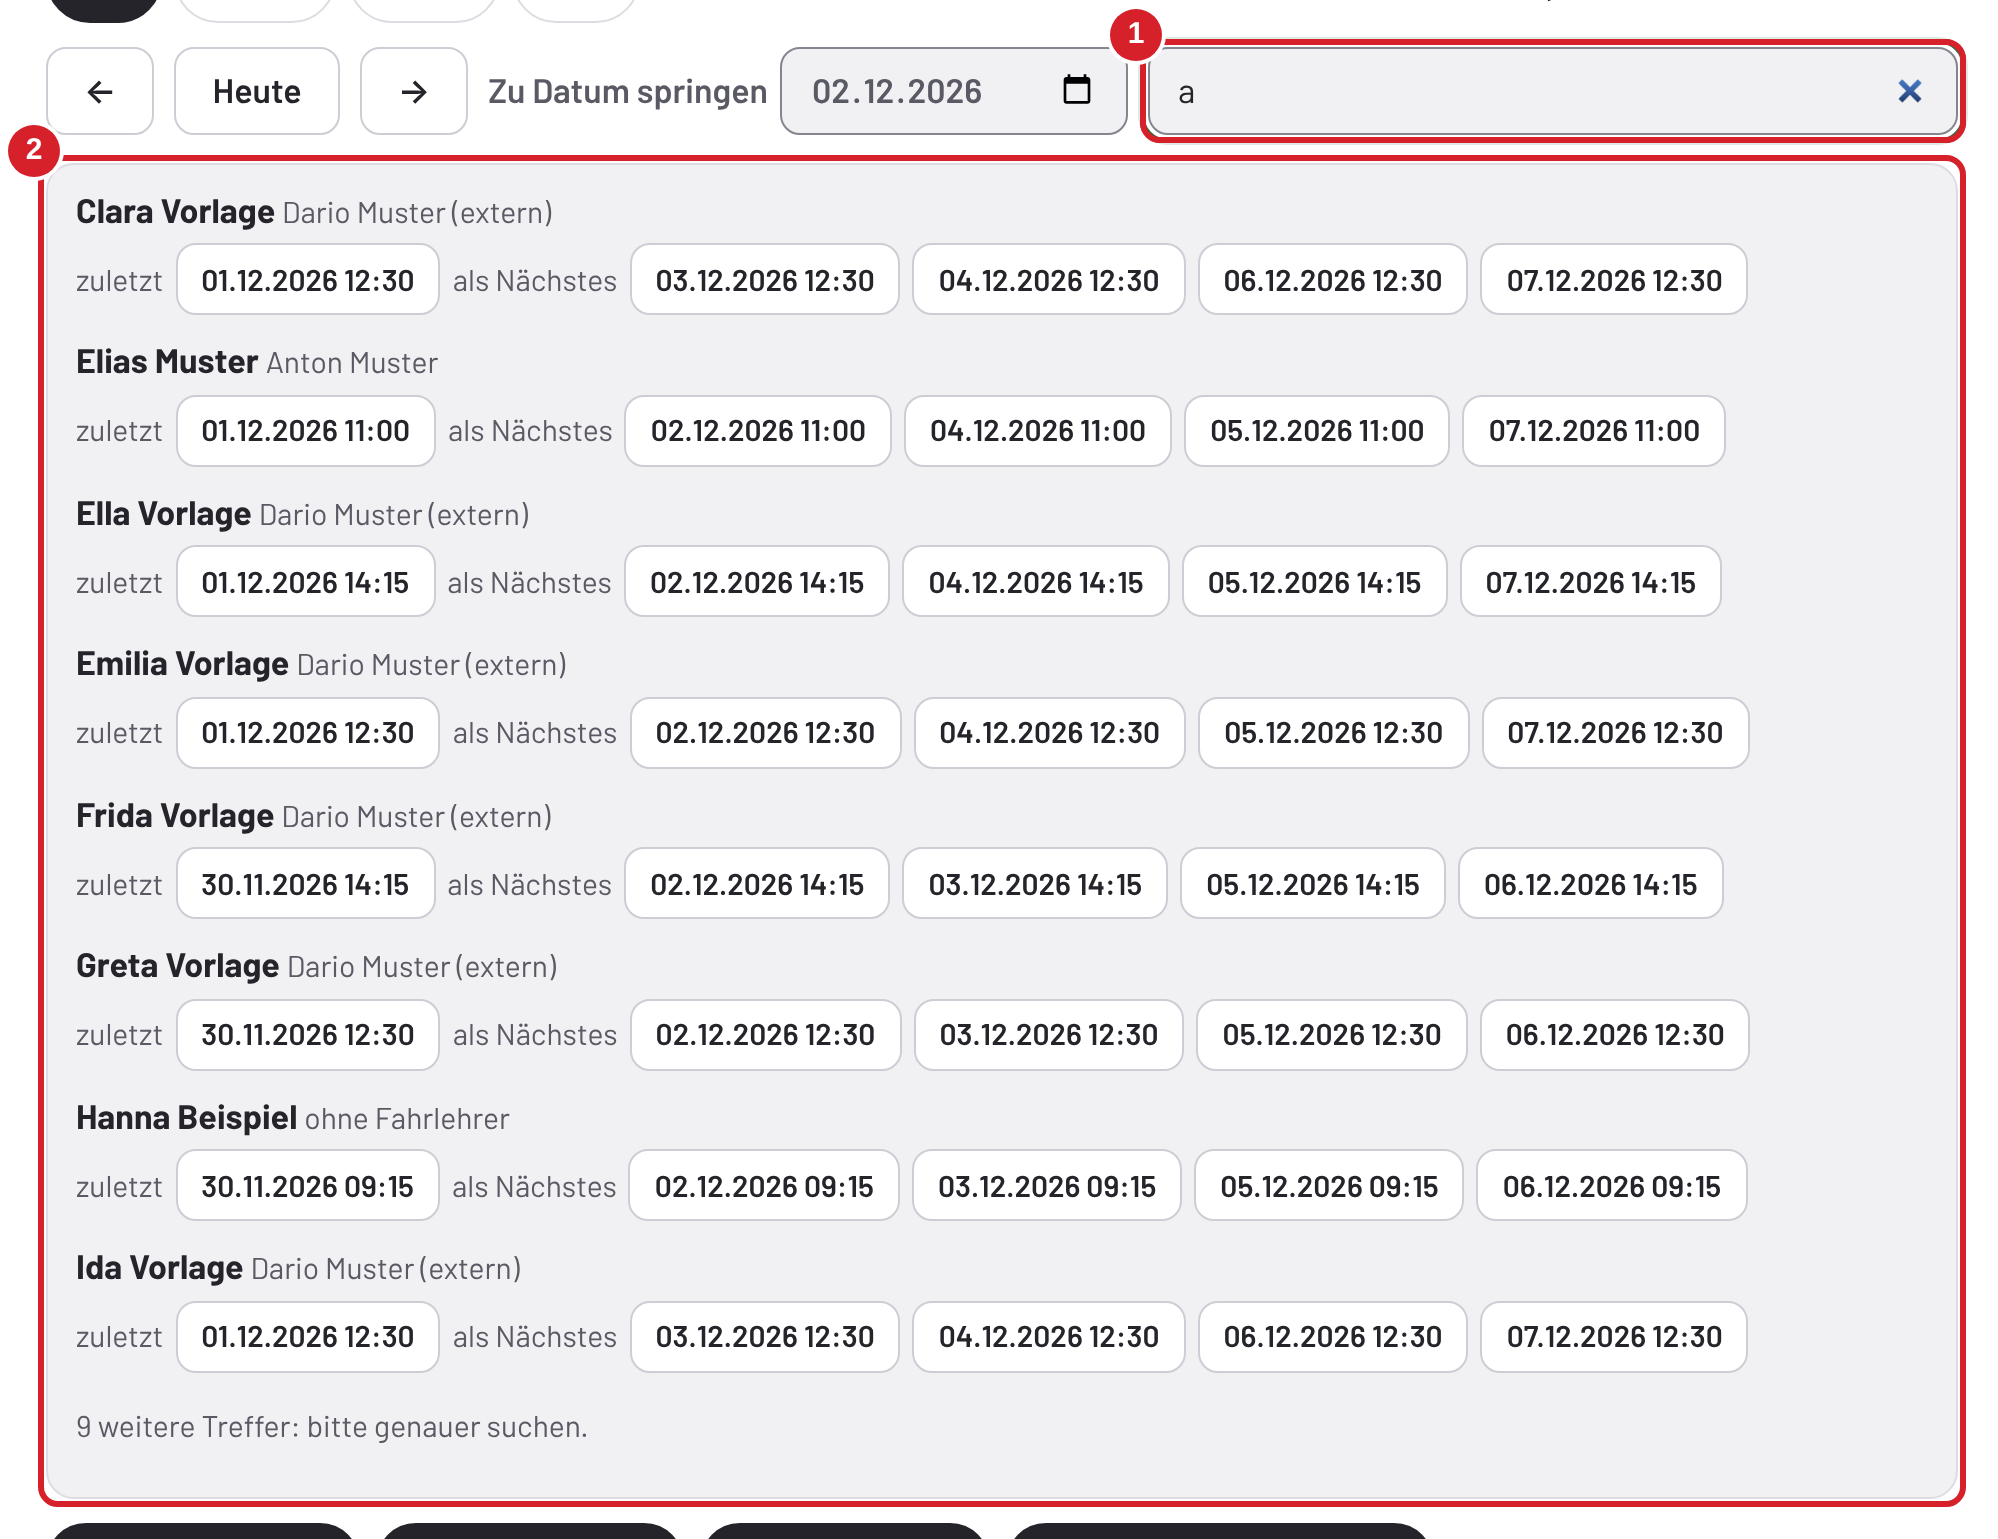 1
← Heute → Zu Datum springen 02.12.2026 a
2
Clara Vorlage Dario Muster (extern)
zuletzt 01.12.2026 12:30 als Nächstes 03.12.2026 12:30 04.12.2026 12:30 06.12.2026 12:30 07.12.2026 12:30
Elias Muster Anton Muster
zuletzt 01.12.2026 11:00 als Nächstes 02.12.2026 11:00 04.12.2026 11:00 05.12.2026 11:00 07.12.2026 11:00
Ella Vorlage Dario Muster (extern)
zuletzt 01.12.2026 14:15 als Nächstes 02.12.2026 14:15 04.12.2026 14:15 05.12.2026 14:15 07.12.2026 14:15
Emilia Vorlage Dario Muster (extern)
zuletzt 01.12.2026 12:30 als Nächstes 02.12.2026 12:30 04.12.2026 12:30 05.12.2026 12:30 07.12.2026 12:30
Frida Vorlage Dario Muster (extern)
zuletzt 30.11.2026 14:15 als Nächstes 02.12.2026 14:15 03.12.2026 14:15 05.12.2026 14:15 06.12.2026 14:15
Greta Vorlage Dario Muster (extern)
zuletzt 30.11.2026 12:30 als Nächstes 02.12.2026 12:30 03.12.2026 12:30 05.12.2026 12:30 06.12.2026 12:30
Hanna Beispiel ohne Fahrlehrer
zuletzt 30.11.2026 09:15 als Nächstes 02.12.2026 09:15 03.12.2026 09:15 05.12.2026 09:15 06.12.2026 09:15
Ida Vorlage Dario Muster (extern)
zuletzt 01.12.2026 12:30 als Nächstes 03.12.2026 12:30 04.12.2026 12:30 06.12.2026 12:30 07.12.2026 12:30
9 weitere Treffer: bitte genauer suchen.